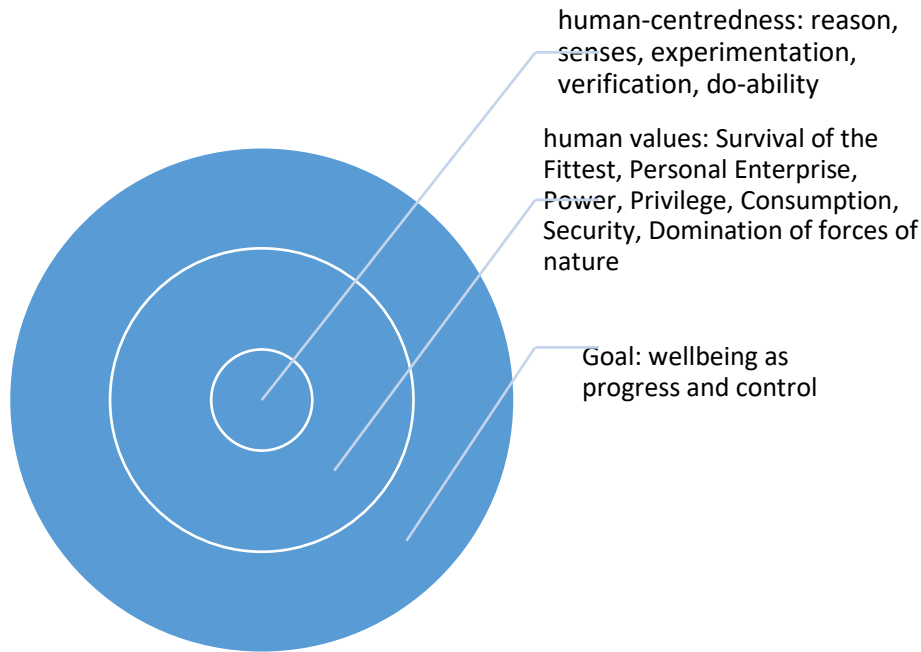 human-centredness: reason,
senses, experimentation,
verification, do-ability
human values: Survival of the
Fittest, Personal Enterprise,
Power, Privilege, Consumption,
Security, Domination of forces of
nature
Goal: wellbeing as
progress and control